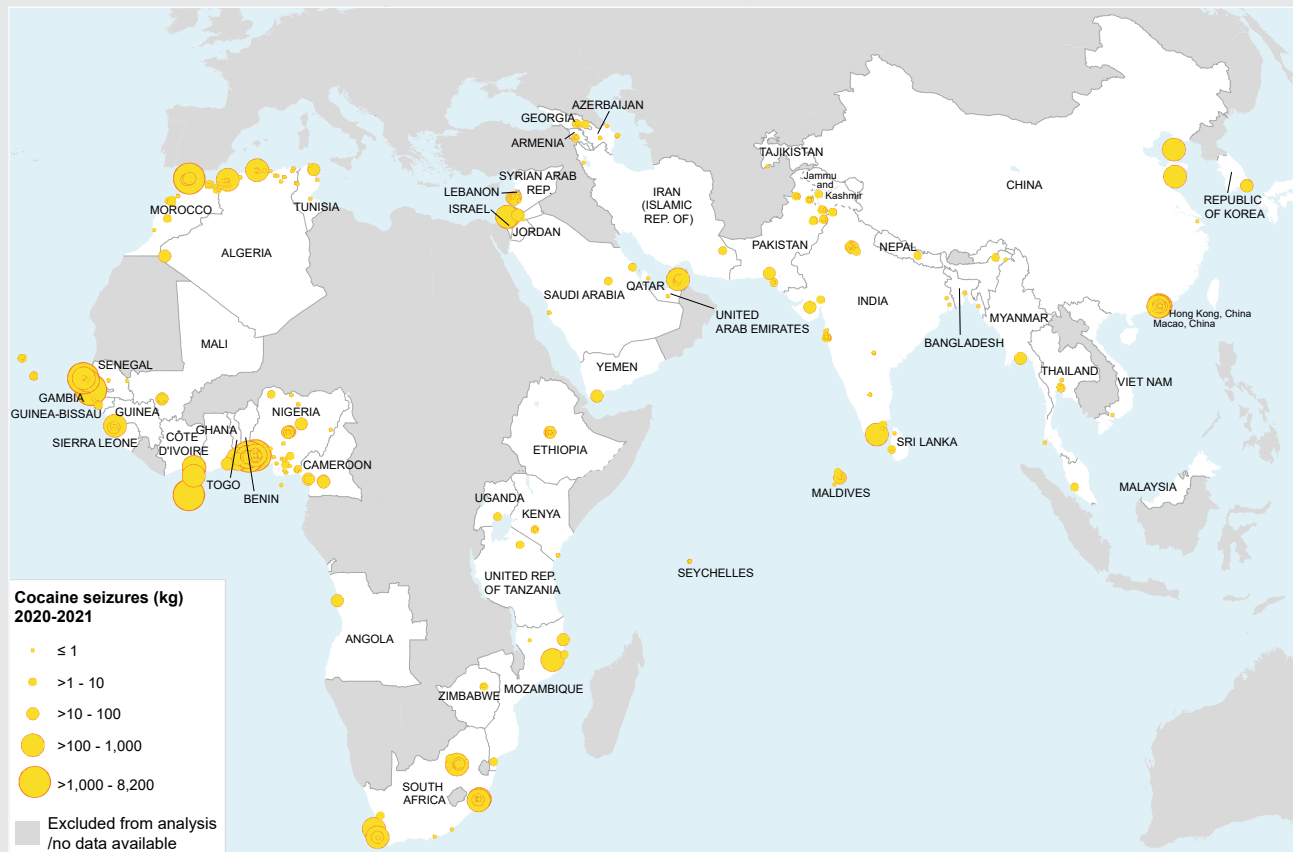 AZERBAIJAN
GEORGIA
ARMENIA
TAJIKISTAN
Jammu
and
Kashmir
SYRIAN ARAB
REP.
LEBANON
ISRAEL
JORDAN
IRAN
(ISLAMIC
REP. OF)
CHINA
REPUBLIC
OF KOREA
MOROCCO
TUNISIA
ALGERIA
PAKISTAN
NEPAL
QATAR
SAUDI ARABIA
UNITED
ARAB EMIRATES
INDIA
BANGLADESH
MYANMAR
Hong Kong, China
Macao, China
MALI
YEMEN
THAILAND
VIET NAM
SENEGAL
GAMBIA
GUINEA-BISSAU
GUINEA
SIERRA LEONE
CÔTE
D'IVOIRE
GHANA
NIGERIA
TOGO
BENIN
CAMEROON
ETHIOPIA
SRI LANKA
MALDIVES
MALAYSIA
UGANDA
KENYA
UNITED REP.
OF TANZANIA
SEYCHELLES
ANGOLA
ZIMBABWE
MOZAMBIQUE
SOUTH
AFRICA
Cocaine seizures (kg)
2020-2021
≤ 1
>1 - 10
>10 - 100
>100 - 1,000
>1,000 - 8,200
Excluded from analysis
/no data available